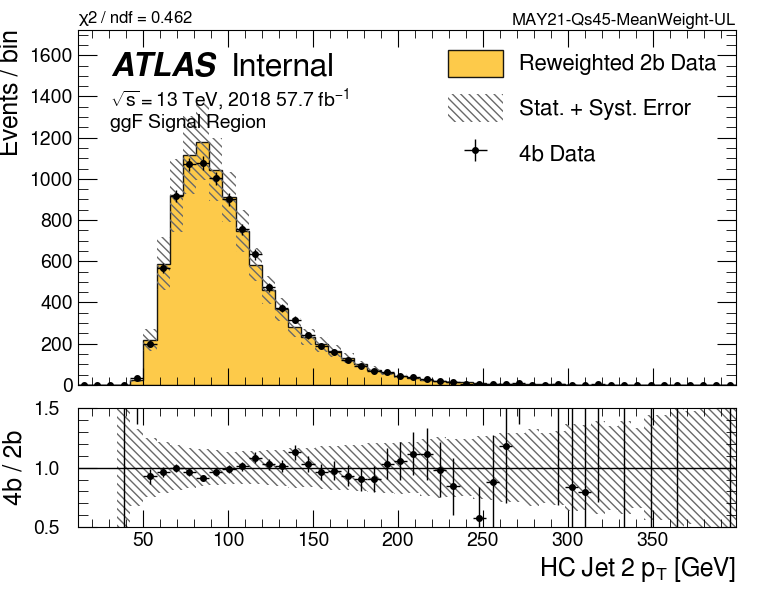 χ2 / ndf = 0.462
MAY21-Qs45-MeanWeight-UL
Events / bin
1600
1400
1200
1000
800
600
400
200
0
ATLAS Internal
√s = 13 TeV, 2018 57.7 fb−1
ggF Signal Region
Reweighted 2b Data
Stat. + Syst. Error
4b Data
4b / 2b
1.5
1.0
0.5
50 100 150 200 250 300 350
HC Jet 2 pT [GeV]